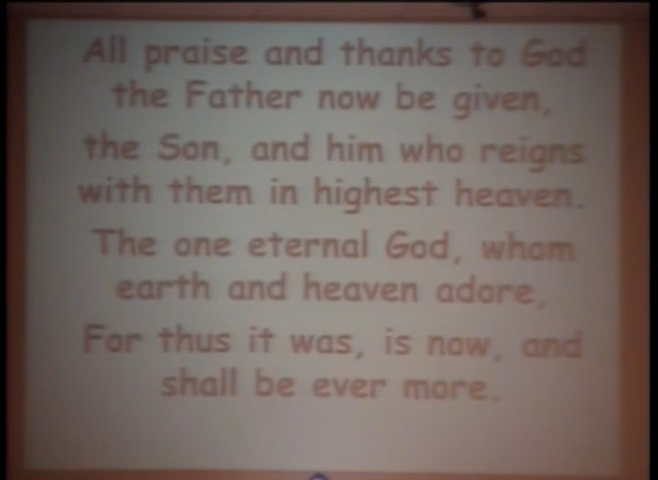 All praise and thanks to God
the Father now be given,
the Son, and him who reigns
with them in highest heaven.
The one eternal God, whom
earth and heaven adore,
For thus it was, is now, and
shall be ever more.